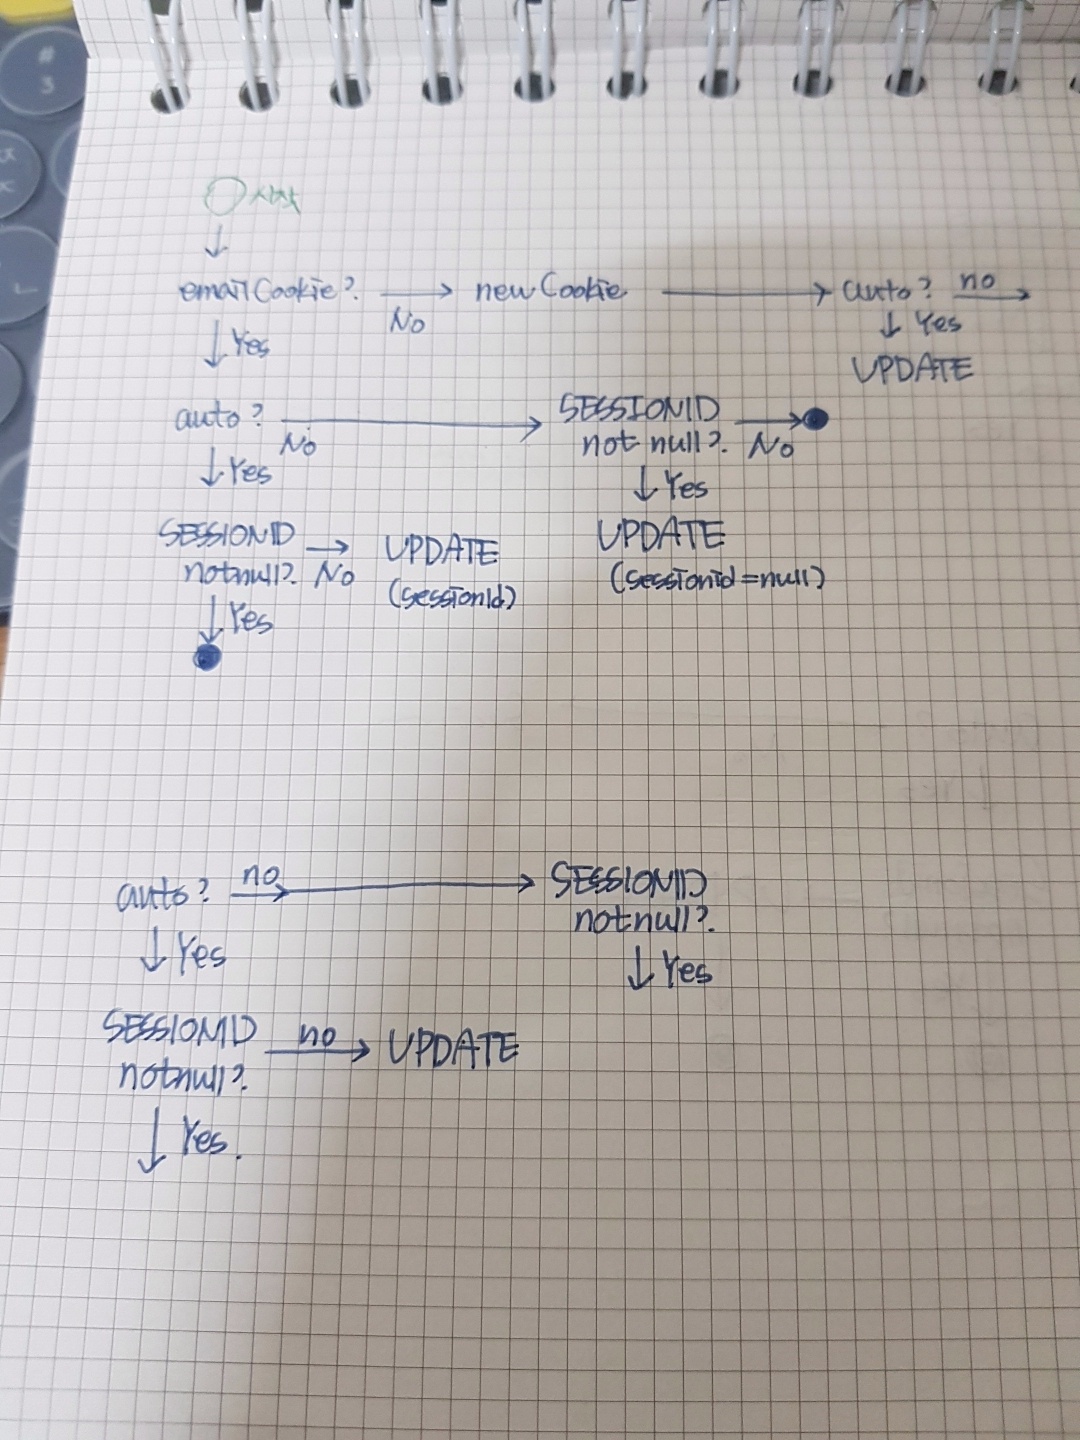 시작
emailCookie? No newCookie auto? no
Yes Yes
UPDATE
auto? No SESSIONID No
not null?
Yes Yes
SESSIONID No UPDATE UPDATE
notnull? (sessionId) (sessionid=null)
Yes
auto? no SESSIONID
notnull?
Yes Yes
SESSIONID no UPDATE
notnull?
Yes.
# 3